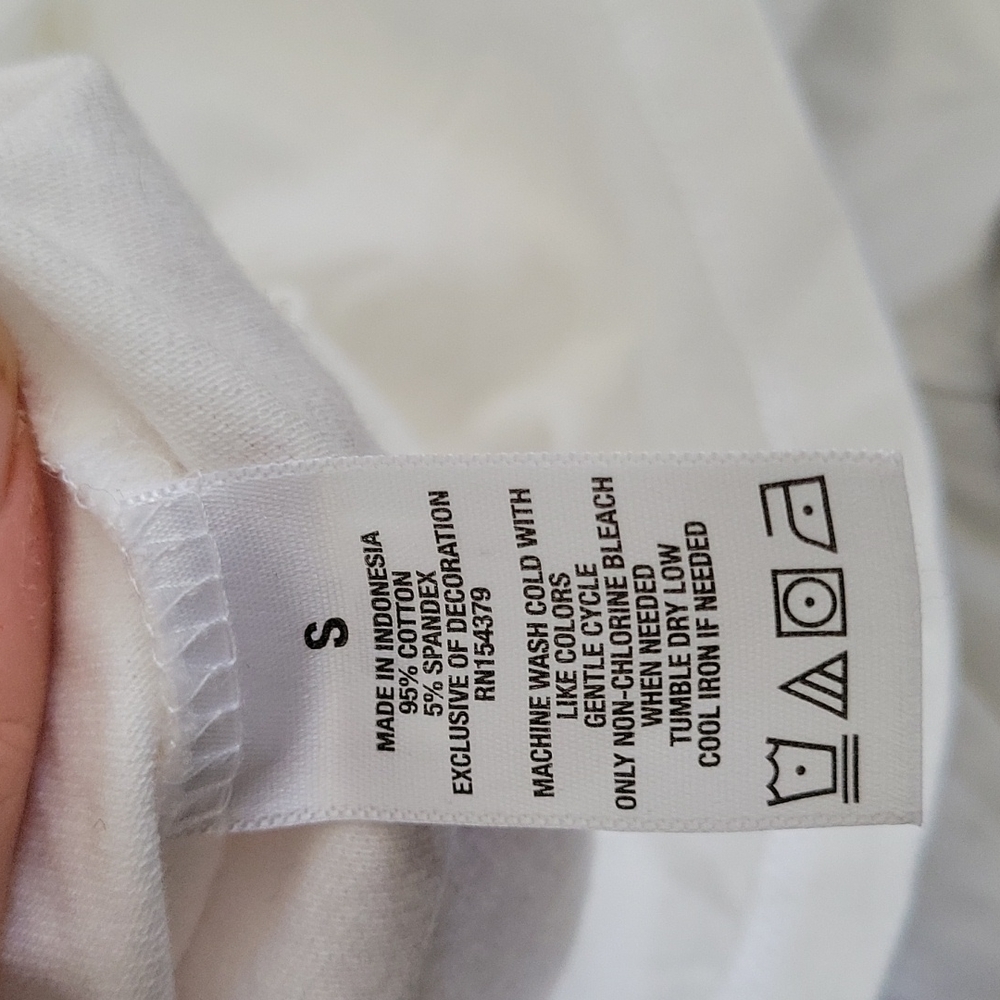 S
MADE IN INDONESIA
95% COTTON
5% SPANDEX
EXCLUSIVE OF DECORATION
RN154379
MACHINE WASH COLD WITH
LIKE COLORS
GENTLE CYCLE
ONLY NON-CHLORINE BLEACH
WHEN NEEDED
TUMBLE DRY LOW
COOL IRON IF NEEDED